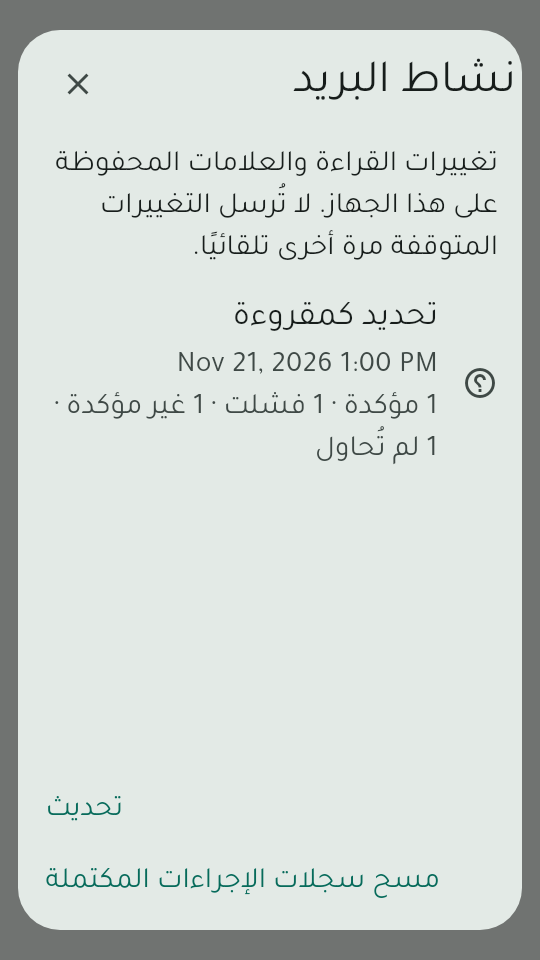 نشاط البريد
تغييرات القراءة والعلامات المحفوظة
على هذا الجهاز. لا تُرسل التغييرات
المتوقفة مرة أخرى تلقائيًا.
تحديد كمقروءة
Nov 21, 2026 1:00 PM
1 مؤكدة · 1 فشلت · 1 غير مؤكدة ·
1 لم تُحاول
تحديث
مسح سجلات الإجراءات المكتملة